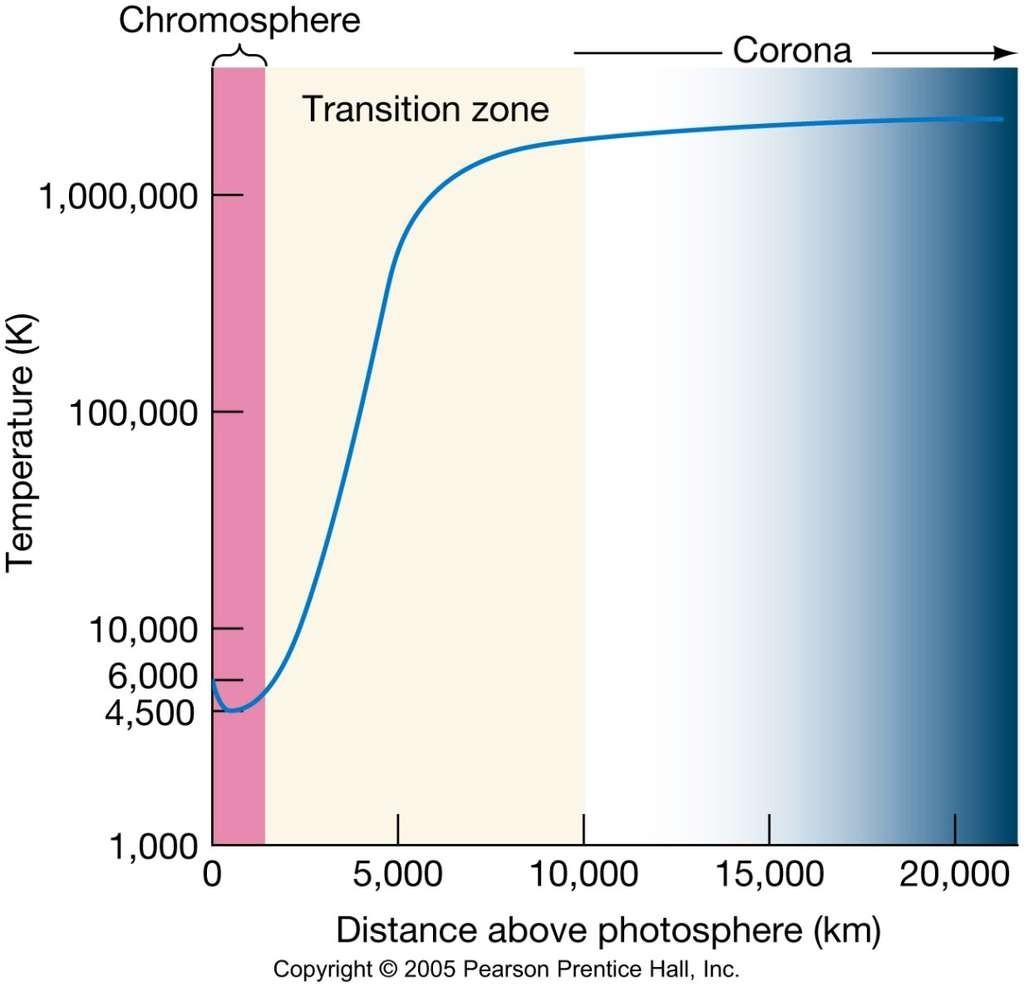 Chromosphere
Corona
Transition zone
1,000,000
100,000
10,000
6,000
4,500
1,000
Temperature (K)
0 5,000 10,000 15,000 20,000
Distance above photosphere (km)
Copyright © 2005 Pearson Prentice Hall, Inc.